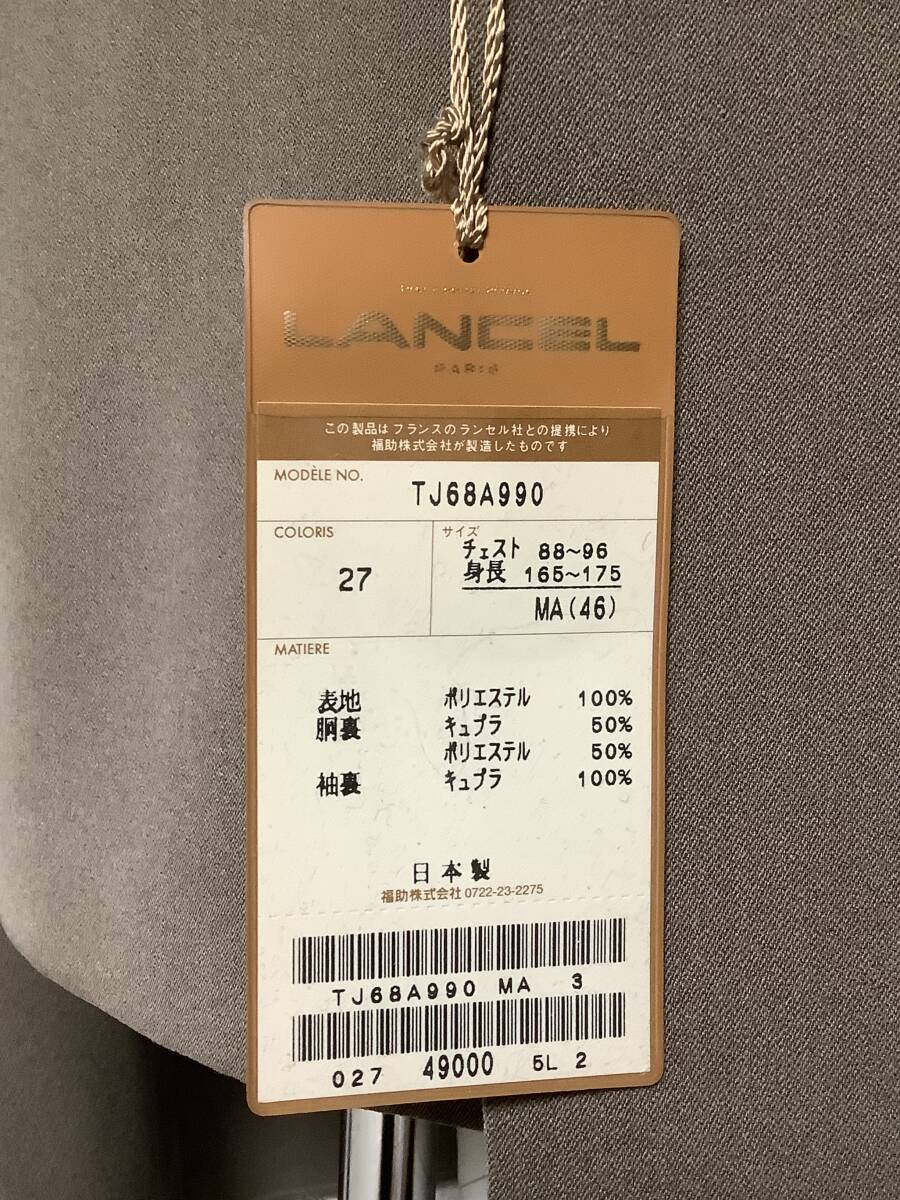 LANCEL
PARIS
この製品はフランスのランセル社との提携により
福助株式会社が製造したものです
MODÈLE NO.
TJ68A990
COLORIS
27
サイズ
チェスト 88~96
身長 165~175
MA(46)
MATIERE
表地 ポリエステル 100%
胴裏 キュプラ 50%
ポリエステル 50%
袖裏 キュプラ 100%
日本製
福助株式会社 0722-23-2275
TJ68A990 MA 3
027 49000 5L 2